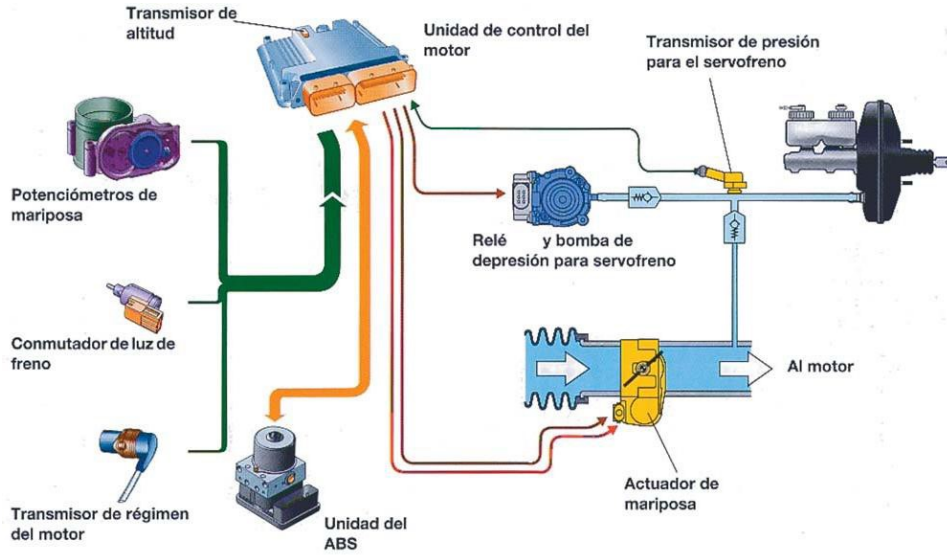 Transmisor de
altitud
Unidad de control del
motor
Transmisor de presión
para el servofreno
Potenciómetros de
mariposa
Relé y bomba de
depresión para servofreno
Conmutador de luz de
freno
Al motor
Transmisor de régimen
del motor
Unidad del
ABS
Actuador de
mariposa